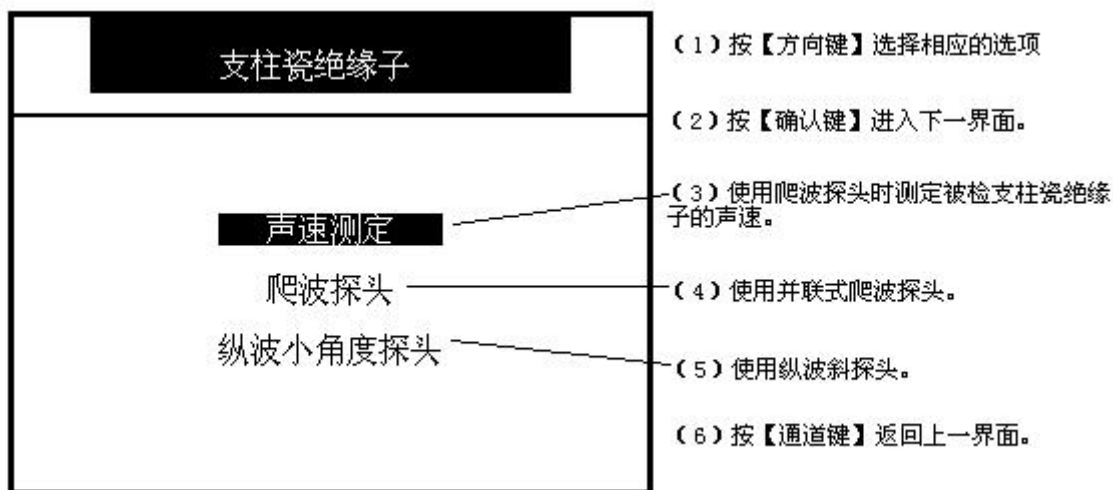 支柱瓷绝缘子
声速测定
爬波探头
纵波小角度探头
(1)按【方向键】选择相应的选项
(2)按【确认键】进入下一界面。
(3)使用爬波探头时测定被检支柱瓷绝缘
子的声速。
(4)使用并联式爬波探头。
(5)使用纵波斜探头。
(6)按【通道键】返回上一界面。